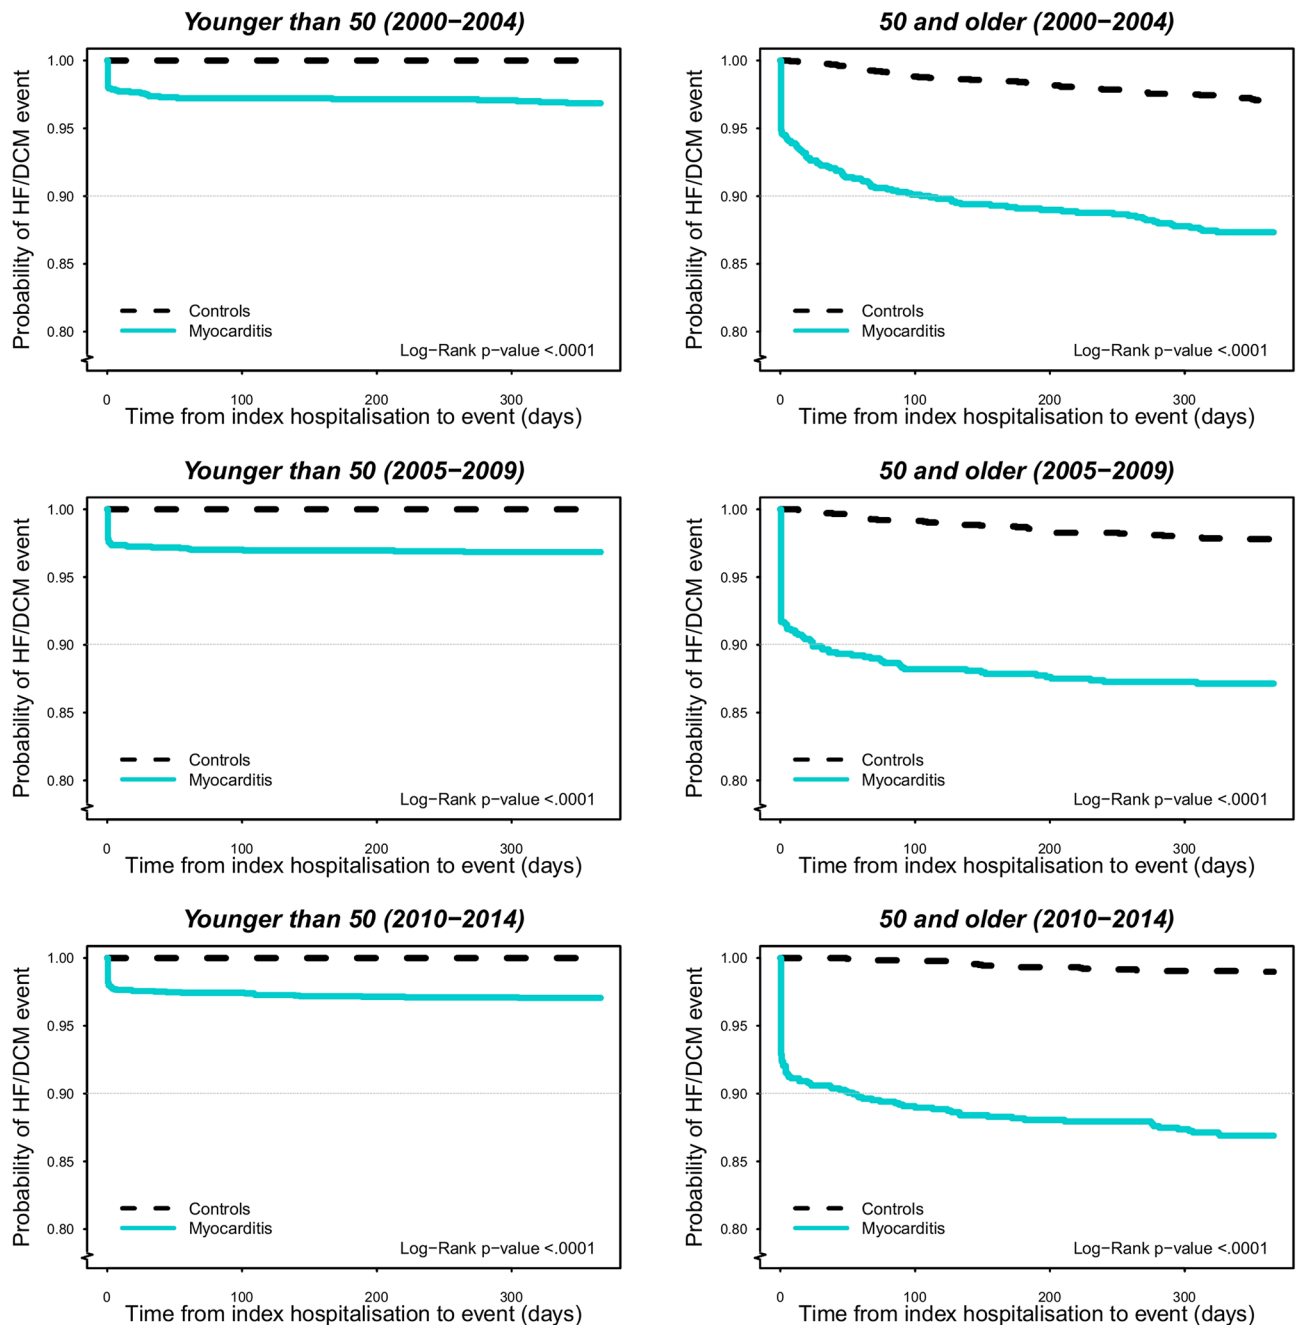 Younger than 50 (2000−2004)
Probability of HF/DCM event
1.00
0.95
0.90
0.85
0.80
Controls
Myocarditis
Log−Rank p−value <.0001
0 100 200 300
Time from index hospitalisation to event (days)
50 and older (2000−2004)
Probability of HF/DCM event
1.00
0.95
0.90
0.85
0.80
Controls
Myocarditis
Log−Rank p−value <.0001
0 100 200 300
Time from index hospitalisation to event (days)
Younger than 50 (2005−2009)
Probability of HF/DCM event
1.00
0.95
0.90
0.85
0.80
Controls
Myocarditis
Log−Rank p−value <.0001
0 100 200 300
Time from index hospitalisation to event (days)
50 and older (2005−2009)
Probability of HF/DCM event
1.00
0.95
0.90
0.85
0.80
Controls
Myocarditis
Log−Rank p−value <.0001
0 100 200 300
Time from index hospitalisation to event (days)
Younger than 50 (2010−2014)
Probability of HF/DCM event
1.00
0.95
0.90
0.85
0.80
Controls
Myocarditis
Log−Rank p−value <.0001
0 100 200 300
Time from index hospitalisation to event (days)
50 and older (2010−2014)
Probability of HF/DCM event
1.00
0.95
0.90
0.85
0.80
Controls
Myocarditis
Log−Rank p−value <.0001
0 100 200 300
Time from index hospitalisation to event (days)